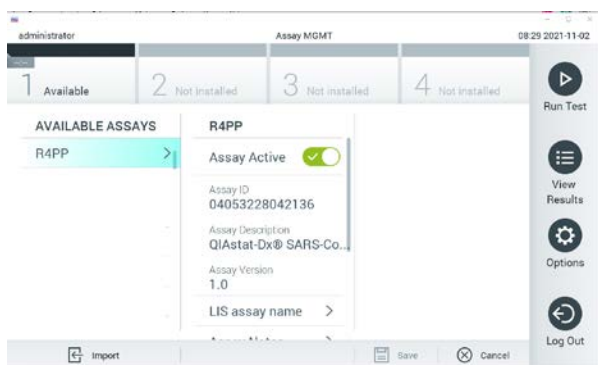 administrator Assay MGMT 08:29 2021-11-02
1 Available 2 Not installed 3 Not installed 4 Not installed
Run Test
AVAILABLE ASSAYS R4PP
R4PP Assay Active
Assay ID
04053228042136
View
Results
Assay Description
QIAstat-Dx® SARS-Co...
Options
Assay Version
1.0
LIS assay name
Import Save Cancel
Log Out